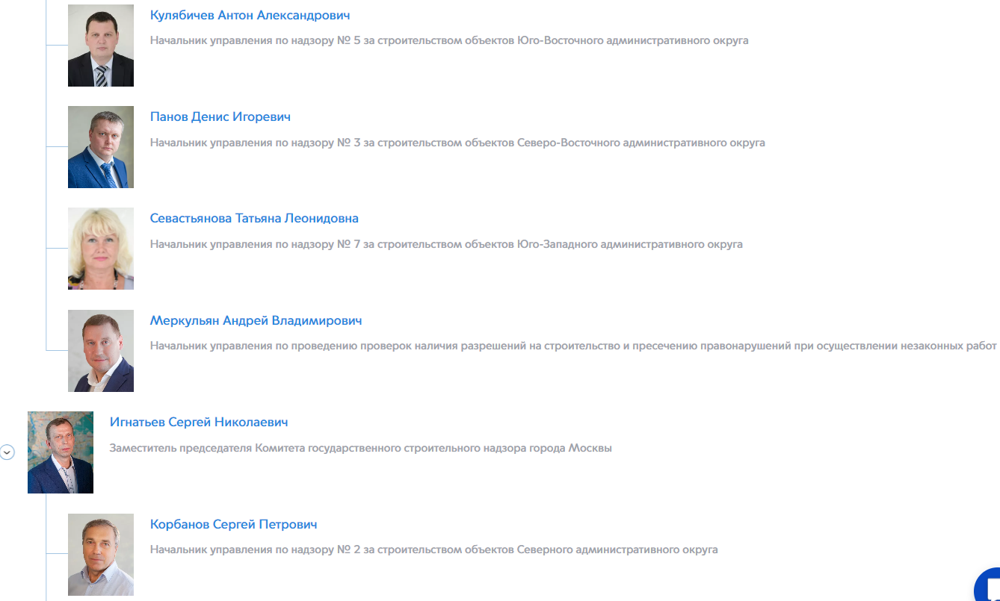 Кулябичев Антон Александрович
Начальник управления по надзору № 5 за строительством объектов Юго-Восточного административного округа
Панов Денис Игоревич
Начальник управления по надзору № 3 за строительством объектов Северо-Восточного административного округа
Севастьянова Татьяна Леонидовна
Начальник управления по надзору № 7 за строительством объектов Юго-Западного административного округа
Меркульян Андрей Владимирович
Начальник управления по проведению проверок наличия разрешений на строительство и пресечению правонарушений при осуществлении незаконных работ
Игнатьев Сергей Николаевич
Заместитель председателя Комитета государственного строительного надзора города Москвы
Корбанов Сергей Петрович
Начальник управления по надзору № 2 за строительством объектов Северного административного округа